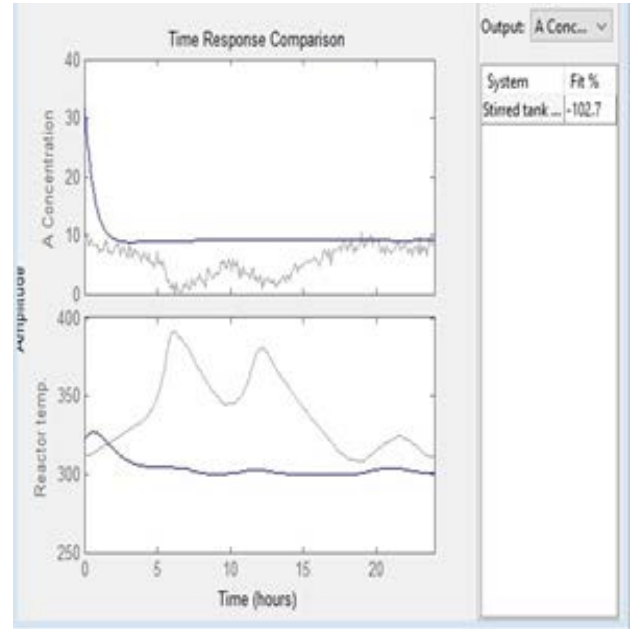 Time Response Comparison
Output: A Conc...
System Fit %
Stirred tank ... -102.7
Amplitude
A Concentration
40
30
20
10
0
Reactor temp.
400
350
300
250
0 5 10 15 20
Time (hours)